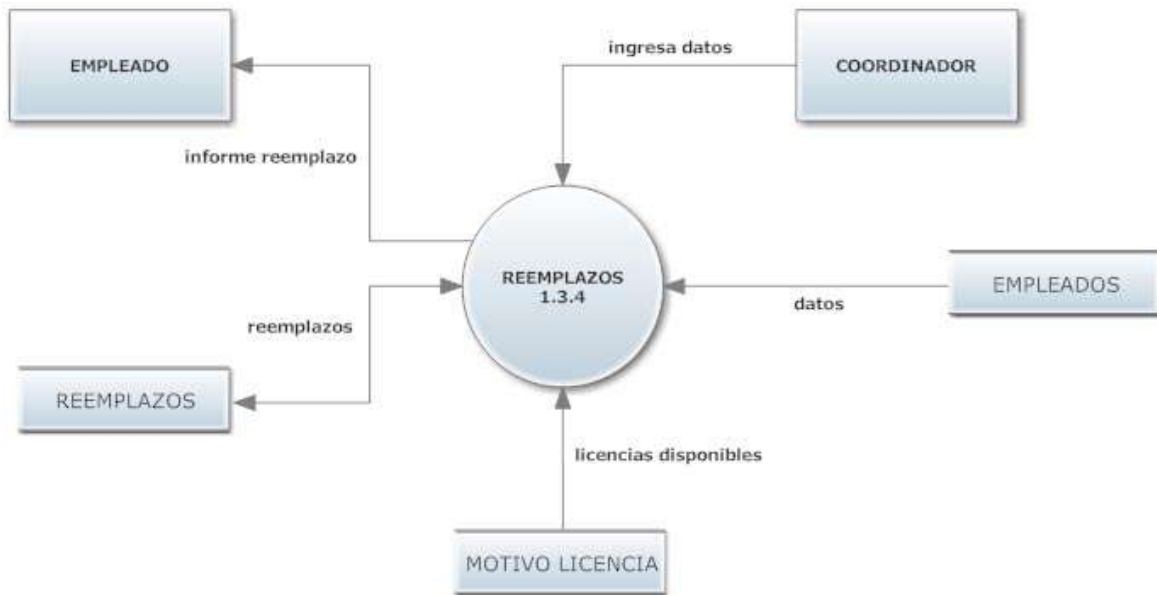 ingresa datos
EMPLEADO
COORDINADOR
informe reemplazo
REEMPLAZOS
1.3.4
EMPLEADOS
datos
reemplazos
REEMPLAZOS
licencias disponibles
MOTIVO LICENCIA